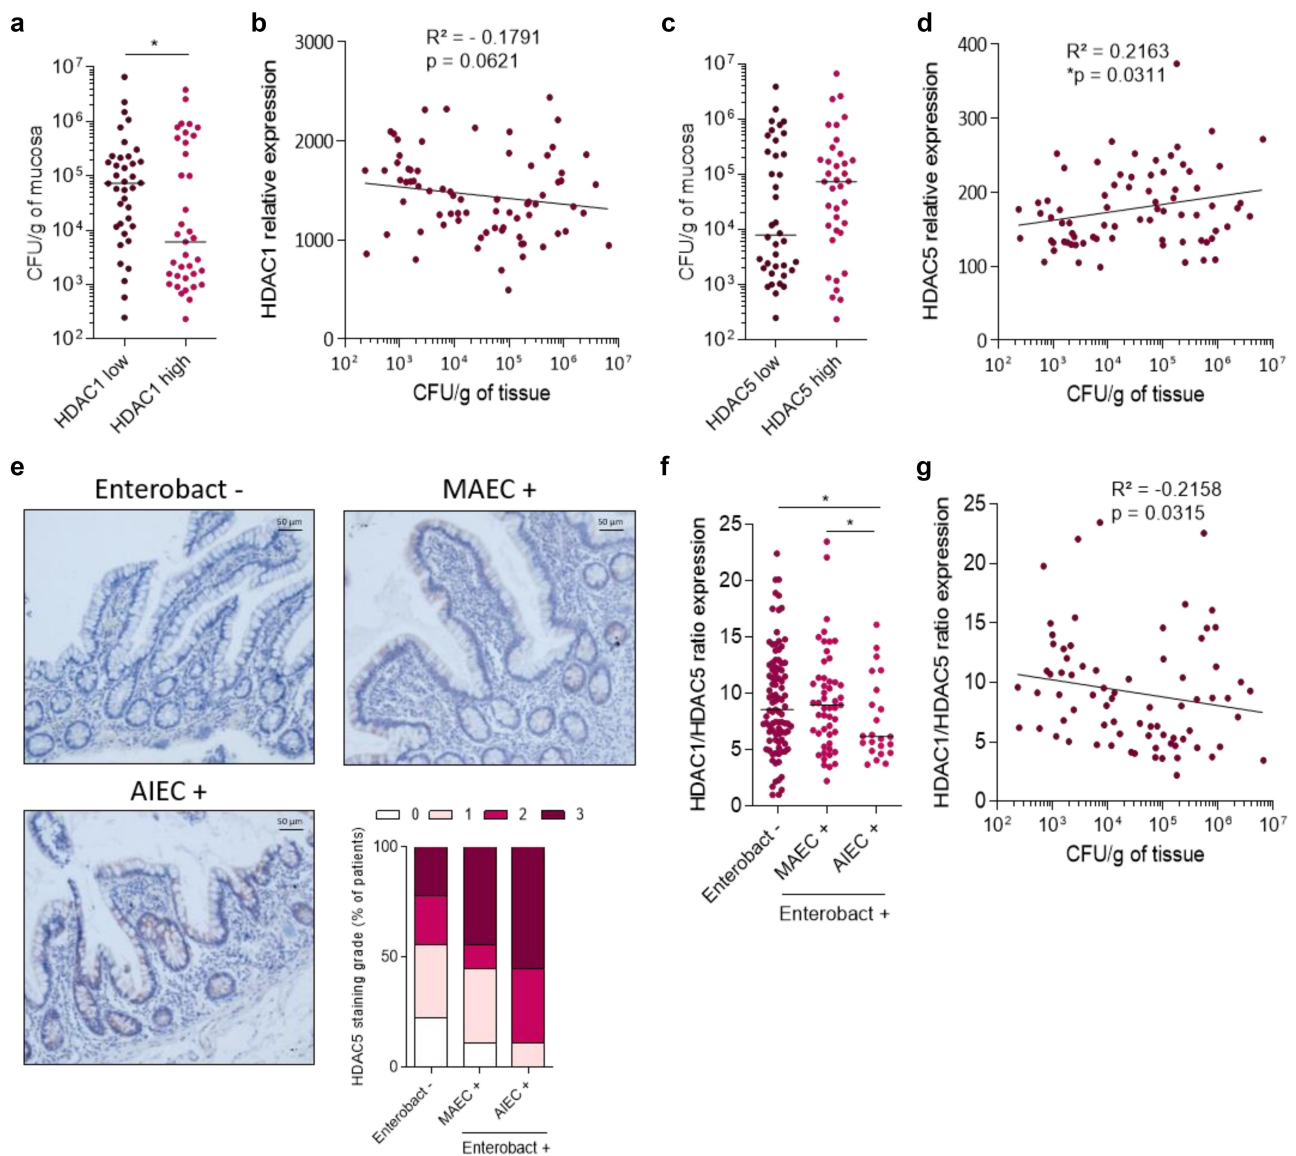 a
*
10⁷
10⁶
10⁵
10⁴
10³
10²
CFU/g of mucosa
HDAC1 low
HDAC1 high
b
R² = - 0.1791
p = 0.0621
3000
2000
1000
0
HDAC1 relative expression
10² 10³ 10⁴ 10⁵ 10⁶ 10⁷
CFU/g of tissue
c
10⁷
10⁶
10⁵
10⁴
10³
10²
CFU/g of mucosa
HDAC5 low
HDAC5 high
d
R² = 0.2163
*p = 0.0311
400
300
200
100
0
HDAC5 relative expression
10² 10³ 10⁴ 10⁵ 10⁶ 10⁷
CFU/g of tissue
e
Enterobact -
50 µm
MAEC +
50 µm
AIEC +
50 µm
0 1 2 3
100
50
0
HDAC5 staining grade (% of patients)
Enterobact -
MAEC +
AIEC +
Enterobact +
f
*
*
25
20
15
10
5
0
HDAC1/HDAC5 ratio expression
Enterobact -
MAEC +
AIEC +
Enterobact +
g
R² = -0.2158
p = 0.0315
25
20
15
10
5
0
HDAC1/HDAC5 ratio expression
10² 10³ 10⁴ 10⁵ 10⁶ 10⁷
CFU/g of tissue